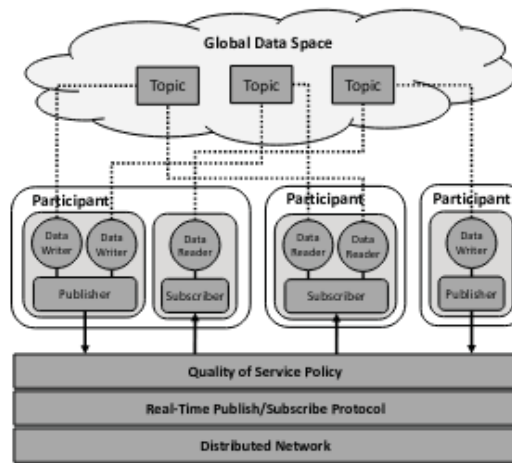 Global Data Space
Topic Topic Topic
Participant Participant Participant
Data Writer Data Writer Data Reader Data Reader Data Reader Data Writer
Publisher Subscriber Subscriber Publisher
Quality of Service Policy
Real-Time Publish/Subscribe Protocol
Distributed Network